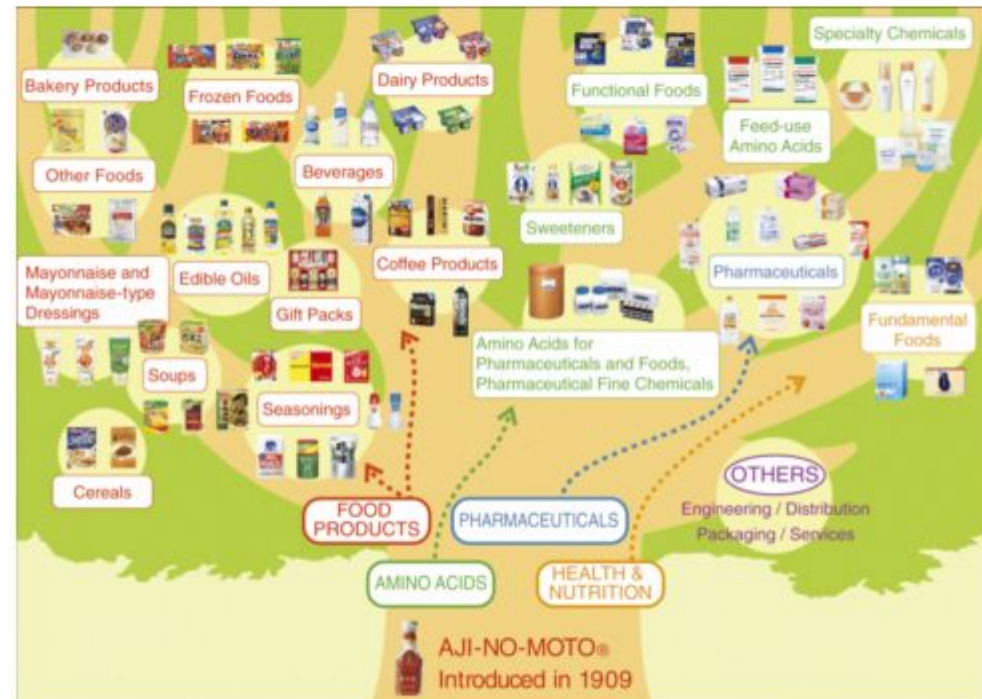 Bakery Products
Frozen Foods
Dairy Products
Functional Foods
Specialty Chemicals
Feed-use
Amino Acids
Other Foods
Beverages
Sweeteners
Mayonnaise and
Mayonnaise-type
Dressings
Edible Oils
Gift Packs
Coffee Products
Pharmaceuticals
Fundamental
Foods
Amino Acids for
Pharmaceuticals and Foods,
Pharmaceutical Fine Chemicals
Soups
Seasonings
Cereals
FOOD
PRODUCTS
PHARMACEUTICALS
OTHERS
Engineering / Distribution
Packaging / Services
AMINO ACIDS
HEALTH &
NUTRITION
AJI-NO-MOTO®
Introduced in 1909